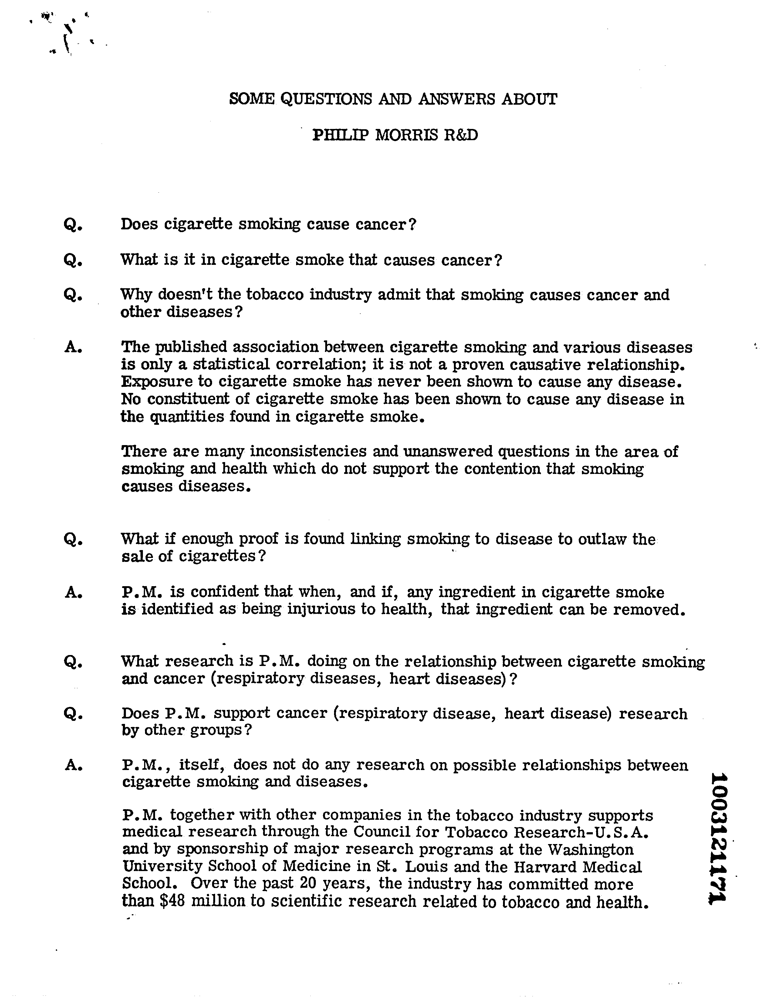 SOME QUESTIONS AND ANSWERS ABOUT
PHILIP MORRIS R&D
Q. Does cigarette smoking cause cancer?
Q. What is it in cigarette smoke that causes cancer?
Q. Why doesn't the tobacco industry admit that smoking causes cancer and
other diseases?
A. The published association between cigarette smoking and various diseases
is only a statistical correlation; it is not a proven causative relationship.
Exposure to cigarette smoke has never been shown to cause any disease.
No constituent of cigarette smoke has been shown to cause any disease in
the quantities found in cigarette smoke.
There are many inconsistencies and unanswered questions in the area of
smoking and health which do not support the contention that smoking
causes diseases.
Q. What if enough proof is found linking smoking to disease to outlaw the
sale of cigarettes?
A. P.M. is confident that when, and if, any ingredient in cigarette smoke
is identified as being injurious to health, that ingredient can be removed.
Q. What research is P.M. doing on the relationship between cigarette smoking
and cancer (respiratory diseases, heart diseases)?
Q. Does P.M. support cancer (respiratory disease, heart disease) research
by other groups?
A. P.M., itself, does not do any research on possible relationships between
cigarette smoking and diseases.
P.M. together with other companies in the tobacco industry supports
medical research through the Council for Tobacco Research-U.S.A.
and by sponsorship of major research programs at the Washington
University School of Medicine in St. Louis and the Harvard Medical
School. Over the past 20 years, the industry has committed more
than $48 million to scientific research related to tobacco and health.
1003121171